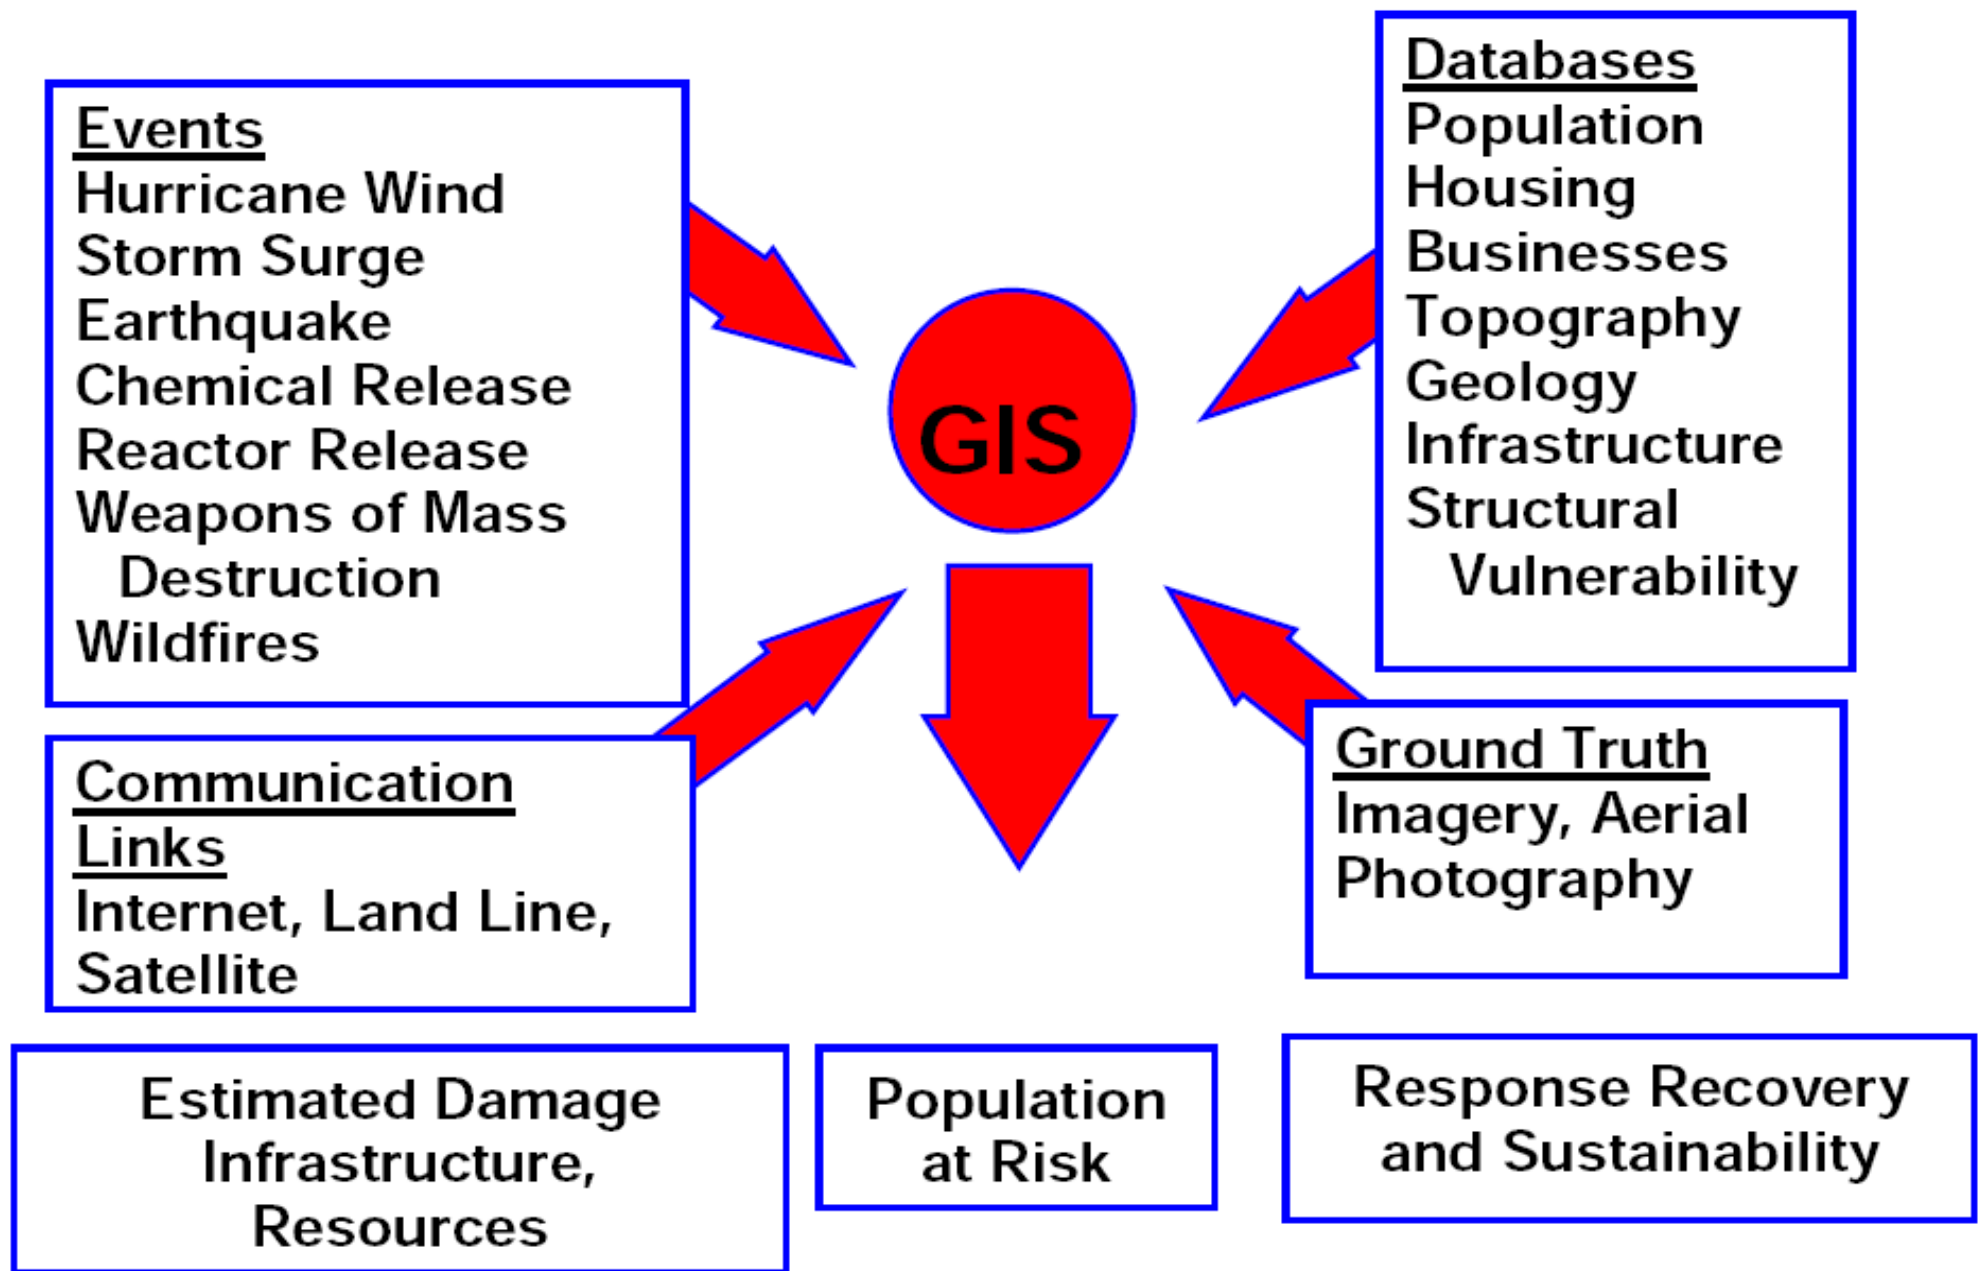 Events
Hurricane Wind
Storm Surge
Earthquake
Chemical Release
Reactor Release
Weapons of Mass
Destruction
Wildfires
Databases
Population
Housing
Businesses
Topography
Geology
Infrastructure
Structural
Vulnerability
GIS
Communication
Links
Internet, Land Line,
Satellite
Ground Truth
Imagery, Aerial
Photography
Estimated Damage
Infrastructure,
Resources
Population
at Risk
Response Recovery
and Sustainability